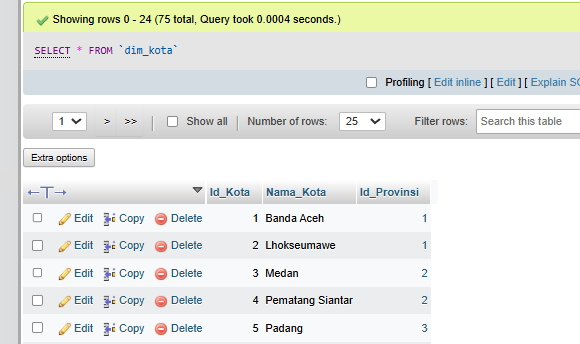 Showing rows 0 - 24 (75 total, Query took 0.0004 seconds.)
SELECT * FROM `dim_kota`
Profiling [ Edit inline ] [ Edit ] [ Explain SQ
1 > >> Show all Number of rows: 25 Filter rows: Search this table
Extra options
←T→ Id_Kota Nama_Kota Id_Provinsi
Edit Copy Delete 1 Banda Aceh 1
Edit Copy Delete 2 Lhokseumawe 1
Edit Copy Delete 3 Medan 2
Edit Copy Delete 4 Pematang Siantar 2
Edit Copy Delete 5 Padang 3